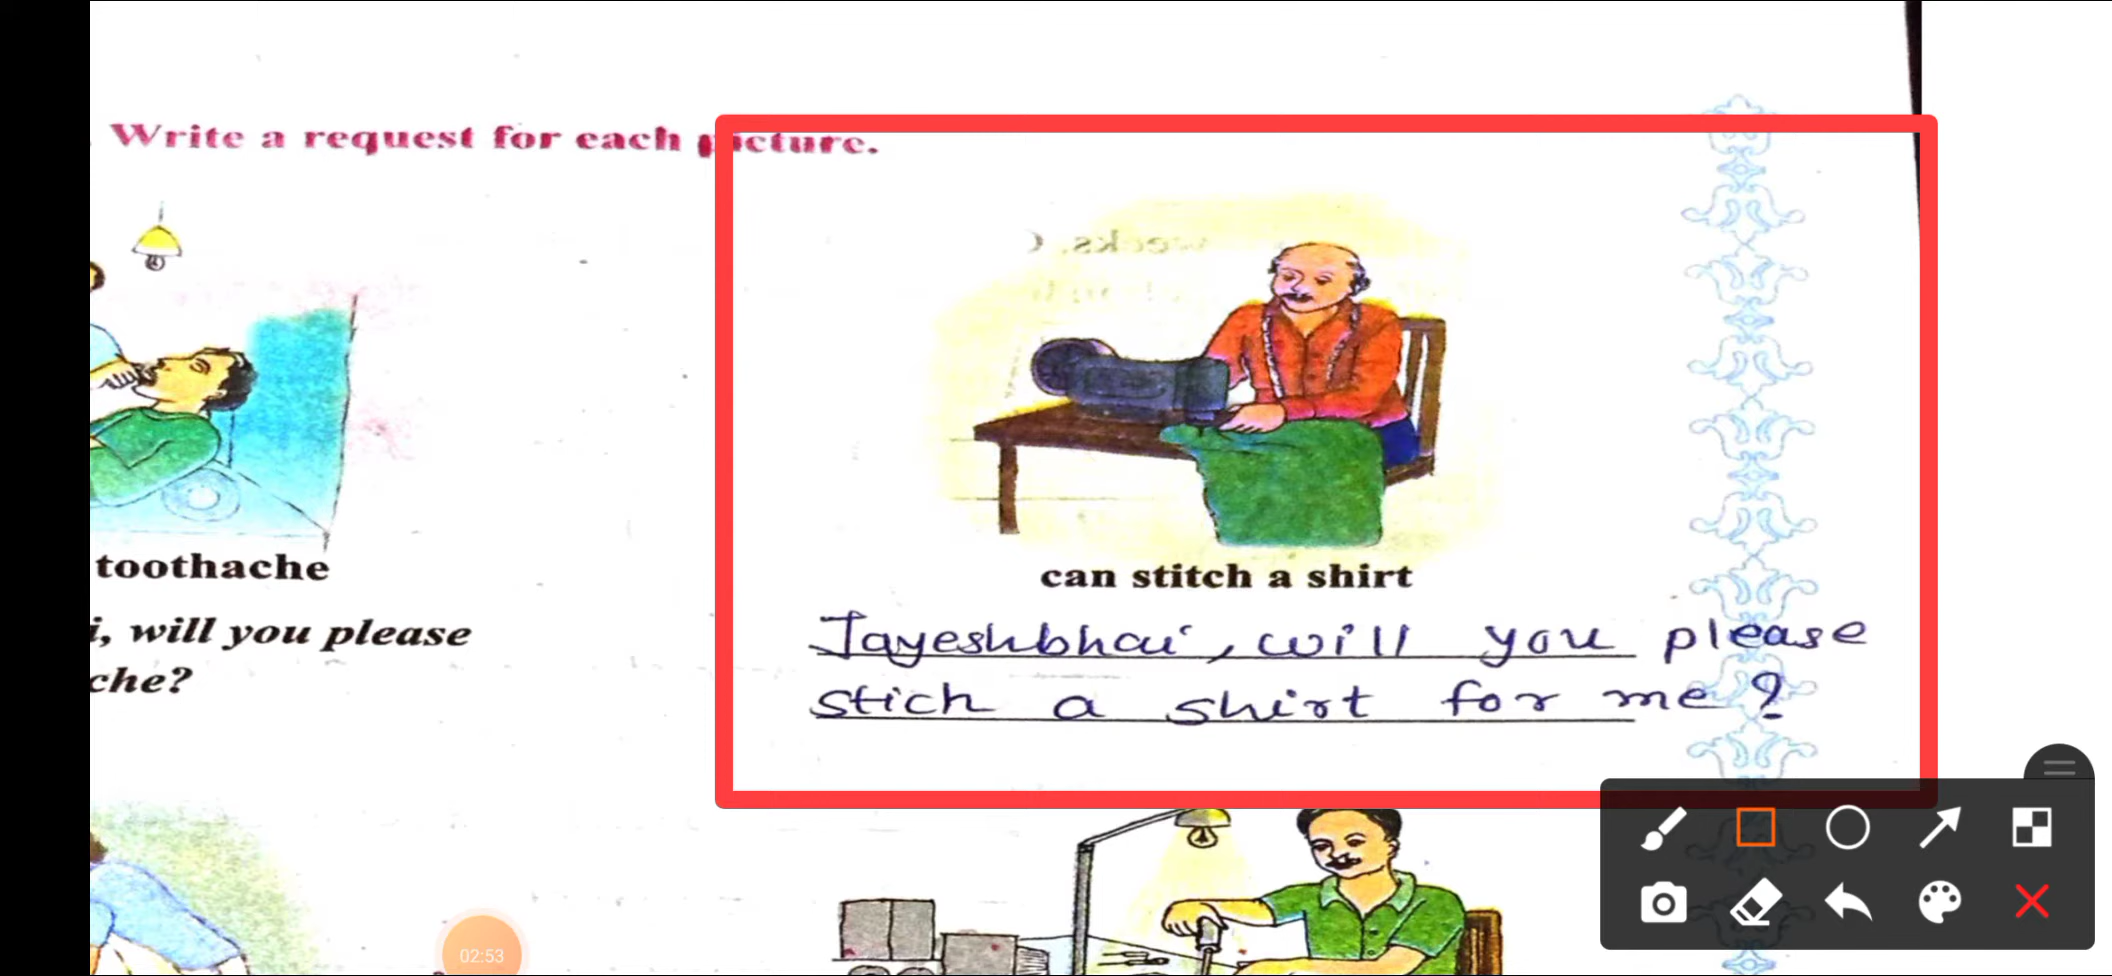 Write a request for each picture.
toothache
i, will you please
che?
can stitch a shirt
Jayeshbhai, will you please
stich a shirt for me?
02:53